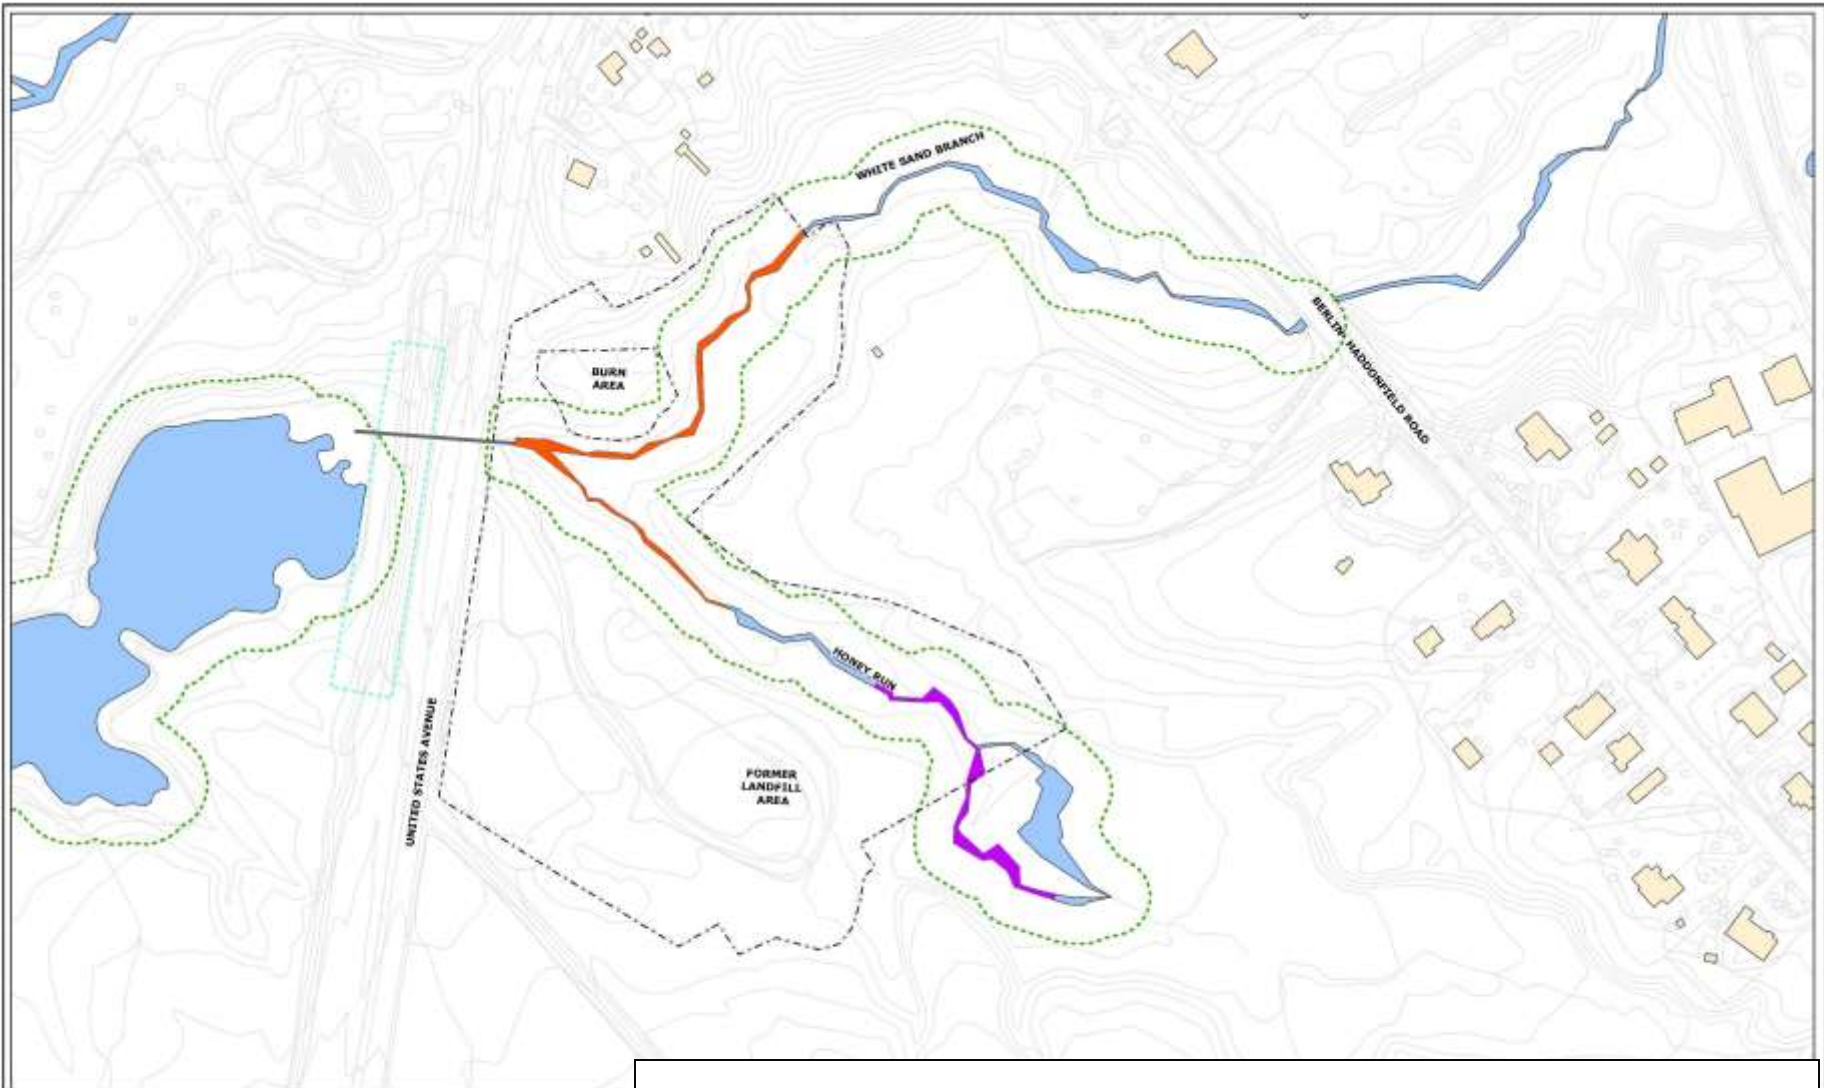 WHITE SAND BRANCH
BURN
AREA
BERLIN HADDONFIELD ROAD
HONEY RUN
UNITED STATES AVENUE
FORMER
LANDFILL
AREA